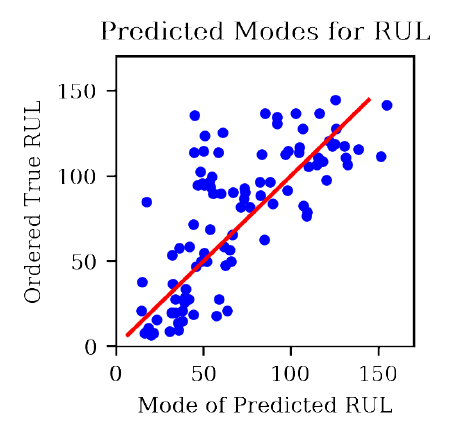 Predicted Modes for RUL
Ordered True RUL
150
100
50
0
0 50 100 150
Mode of Predicted RUL